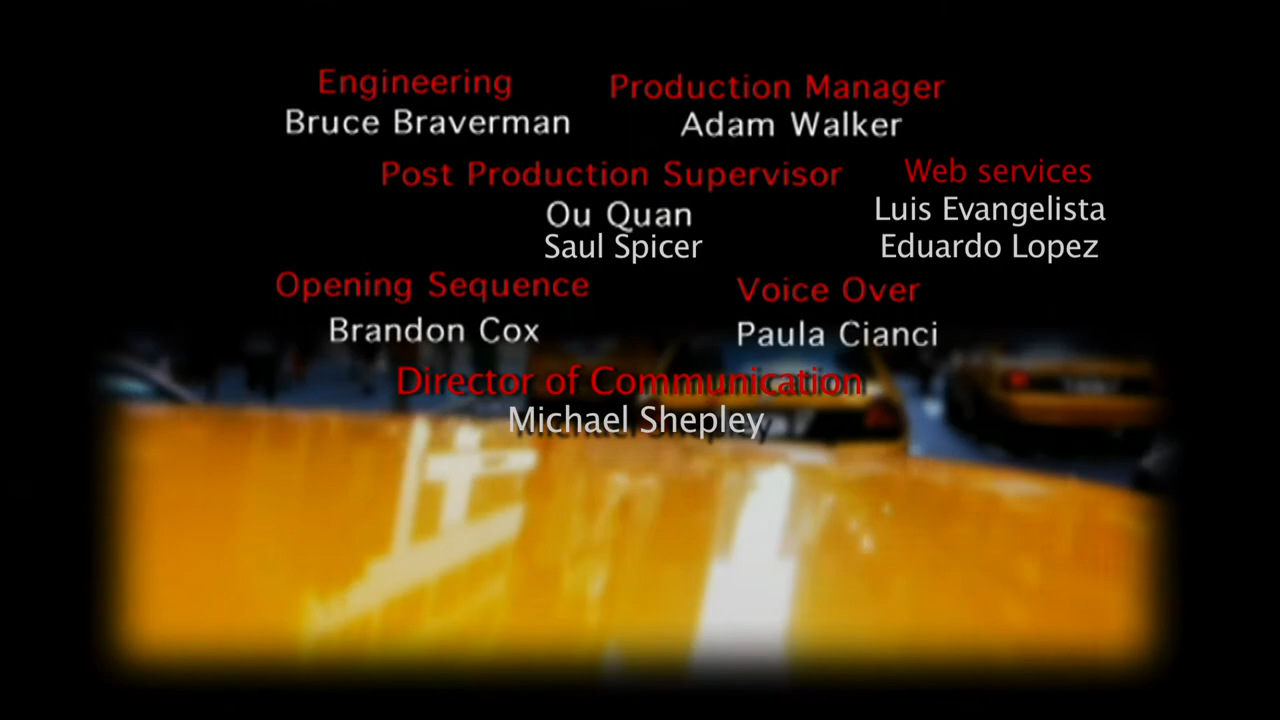 Engineering
Bruce Braverman
Production Manager
Adam Walker
Post Production Supervisor
Ou Quan
Saul Spicer
Web services
Luis Evangelista
Eduardo Lopez
Opening Sequence
Brandon Cox
Voice Over
Paula Cianci
Director of Communication
Michael Shepley